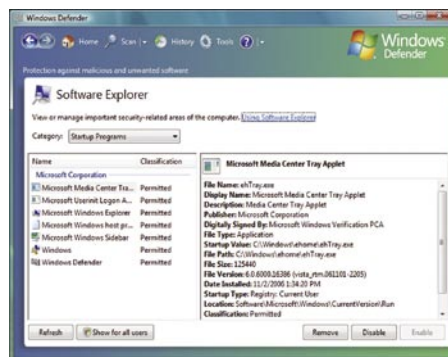 Windows Defender
Home
Scan
History
Tools
Windows
Defender
Protection against malicious and unwanted software
Software Explorer
View or manage important security-related areas of the computer. Using Software Explorer
Category: Startup Programs
Name Classification
Microsoft Corporation
Microsoft Media Center Tra... Permitted
Microsoft Userinit Logon A... Permitted
Microsoft Windows Explorer Permitted
Microsoft Windows host pr... Permitted
Microsoft Windows Sidebar Permitted
Windows Permitted
Windows Defender Permitted
Microsoft Media Center Tray Applet
File Name: ehTray.exe
Display Name: Microsoft Media Center Tray Applet
Description: Media Center Tray Applet
Publisher: Microsoft Corporation
Digitally Signed By: Microsoft Windows Verification PCA
File Type: Application
Startup Value: C:\Windows\ehome\ehTray.exe
File Path: C:\Windows\ehome\ehTray.exe
File Size: 125440
File Version: 6.0.6000.16386 (vista_rtm.061101-2205)
Date Installed: 11/2/2006 1:34:20 PM
Startup Type: Registry: Current User
Location: Software\Microsoft\Windows\CurrentVersion\Run
Classification: Permitted
Refresh
Show for all users
Remove
Disable
Enable